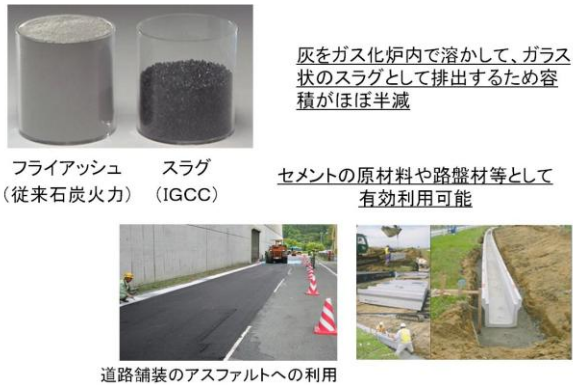 灰をガス化炉内で溶かして、ガラス
状のスラグとして排出するため容
積がほぼ半減
フライアッシュ
(従来石炭火力)
スラグ
(IGCC)
セメントの原材料や路盤材等として
有効利用可能
道路舗装のアスファルトへの利用